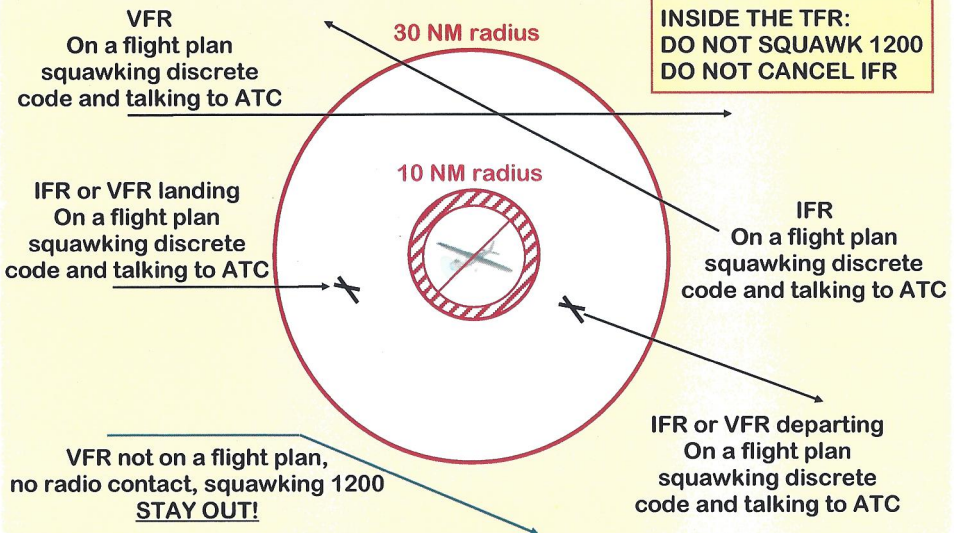 VFR
On a flight plan
squawking discrete
code and talking to ATC
30 NM radius
INSIDE THE TFR:
DO NOT SQUAWK 1200
DO NOT CANCEL IFR
10 NM radius
IFR or VFR landing
On a flight plan
squawking discrete
code and talking to ATC
IFR
On a flight plan
squawking discrete
code and talking to ATC
IFR or VFR departing
On a flight plan
squawking discrete
code and talking to ATC
VFR not on a flight plan,
no radio contact, squawking 1200
STAY OUT!